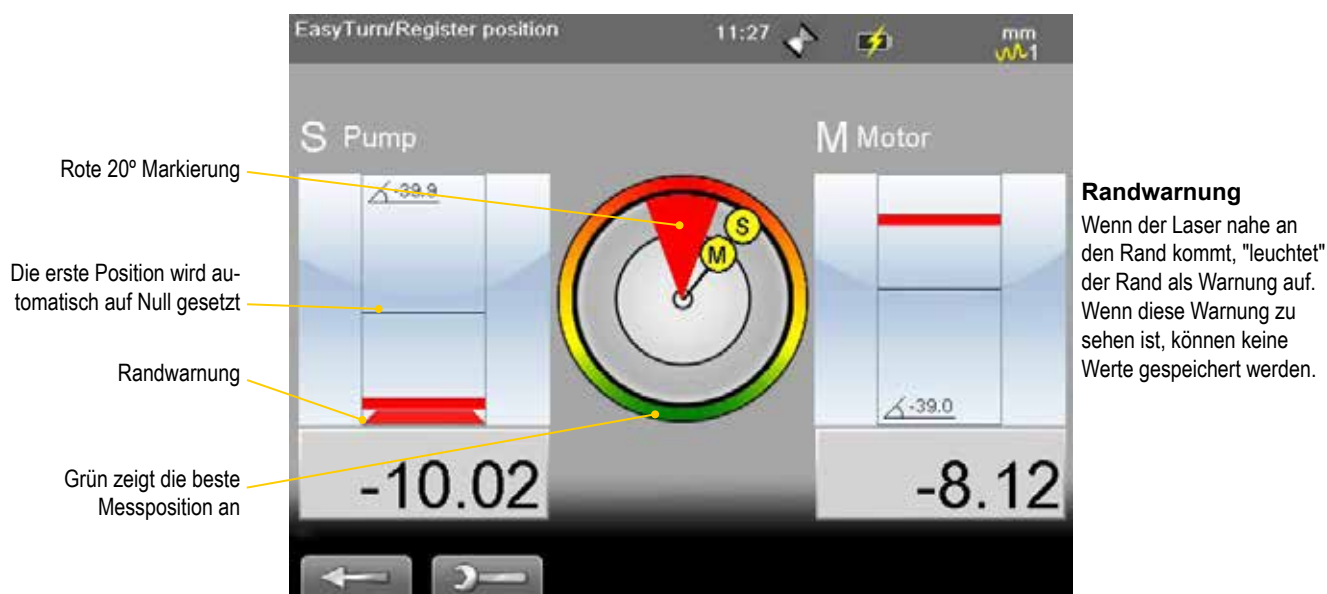 EasyTurn/Register position
11:27
mm
1
S Pump
M Motor
Rote 20º Markierung
-39.9
S
M
Die erste Position wird au-
tomatisch auf Null gesetzt
Randwarnung
-39.0
Grün zeigt die beste
Messposition an
-10.02
-8.12
Randwarnung
Wenn der Laser nahe an
den Rand kommt, "leuchtet"
der Rand als Warnung auf.
Wenn diese Warnung zu
sehen ist, können keine
Werte gespeichert werden.